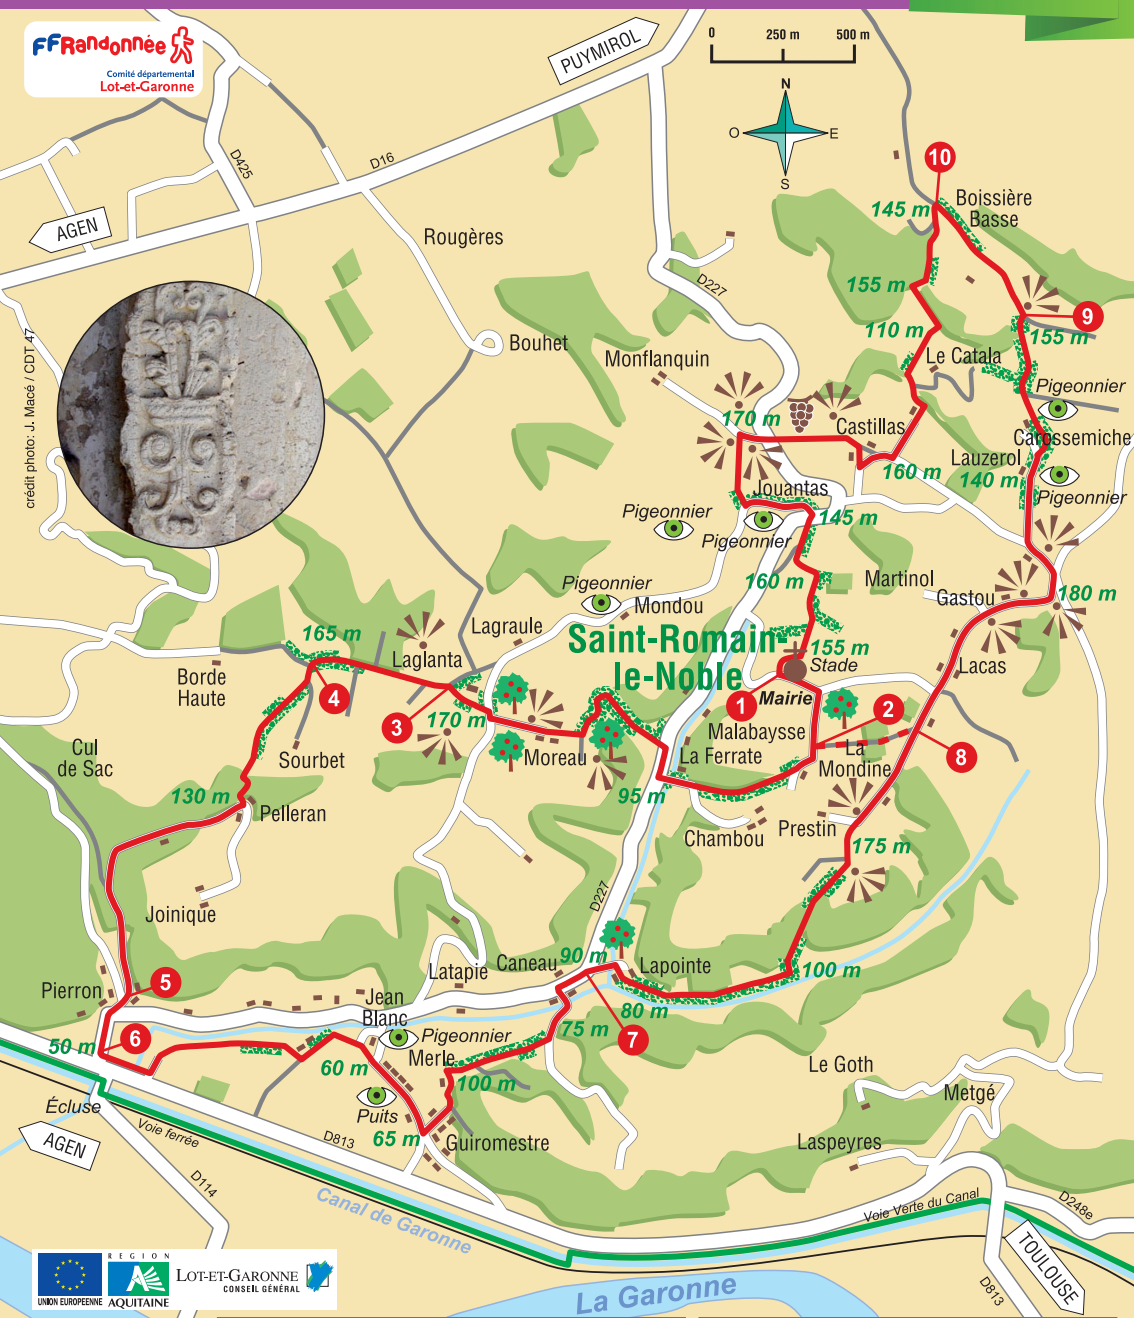 FFRandonnée
Comité départemental
Lot-et-Garonne
PUYMIROL
0 250 m 500 m
N
O E
S
D425
D16
AGEN
Rougères
10
Boissière
Basse
145 m
155 m
D227
9
110 m
155 m
Bouhet
Monflanquin
Le Catala
Pigeonnier
crédit photo: J. Macé / CDT 47
170 m
Castillas
Carossemiche
Lauzerol
160 m
140 m
Jouantas
Pigeonnier
Pigeonnier
145 m
Pigeonnier
Pigeonnier
160 m
Martinol
Gastou
180 m
Mondou
Lagraule
Saint-Romain-
le-Noble
165 m
155 m
Stade
Laglanta
Borde
Haute
Lacas
4
Mairie
1
2
3
170 m
Malabaysse
Cul
de Sac
Sourbet
Moreau
La Ferrate
La
Mondine
8
130 m
95 m
Pelleran
Chambou
Prestin
175 m
D227
Joinique
90 m
Latapie
Caneau
Lapointe
100 m
Pierron
5
Jean
Blanc
80 m
75 m
7
50 m
6
Pigeonnier
Merle
60 m
100 m
Le Goth
Metgé
Écluse
Puits
Voie ferrée
D813
65 m
Guiromestre
Laspeyres
AGEN
D114
Canal de Garonne
Voie Verte du Canal
D248e
TOULOUSE
D813
La Garonne
UNION EUROPEENNE
REGION
AQUITAINE
LOT-ET-GARONNE
CONSEIL GÉNÉRAL